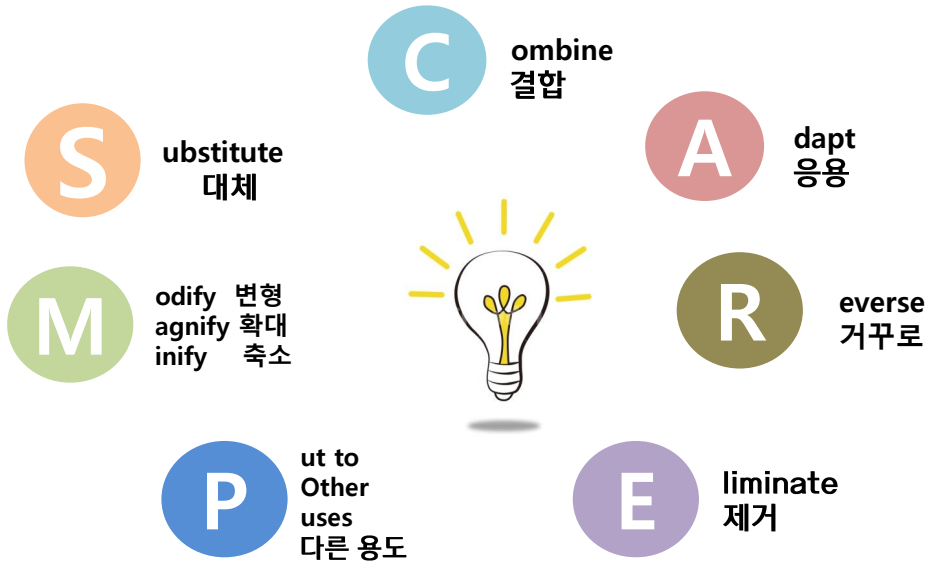 C ombine
결합
S ubstitute
대체
A dapt
응용
M odify 변형
agnify 확대
inify 축소
R everse
거꾸로
P ut to
Other
uses
다른 용도
E liminate
제거